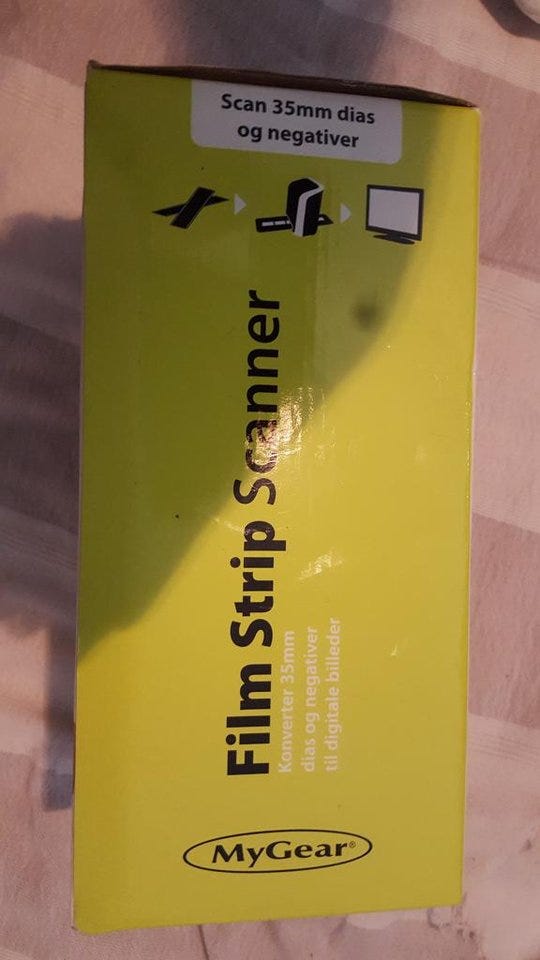 Scan 35mm dias
og negativer
Film Strip Scanner
Konverter 35mm
dias og negativer
til digitale billeder
MyGear®